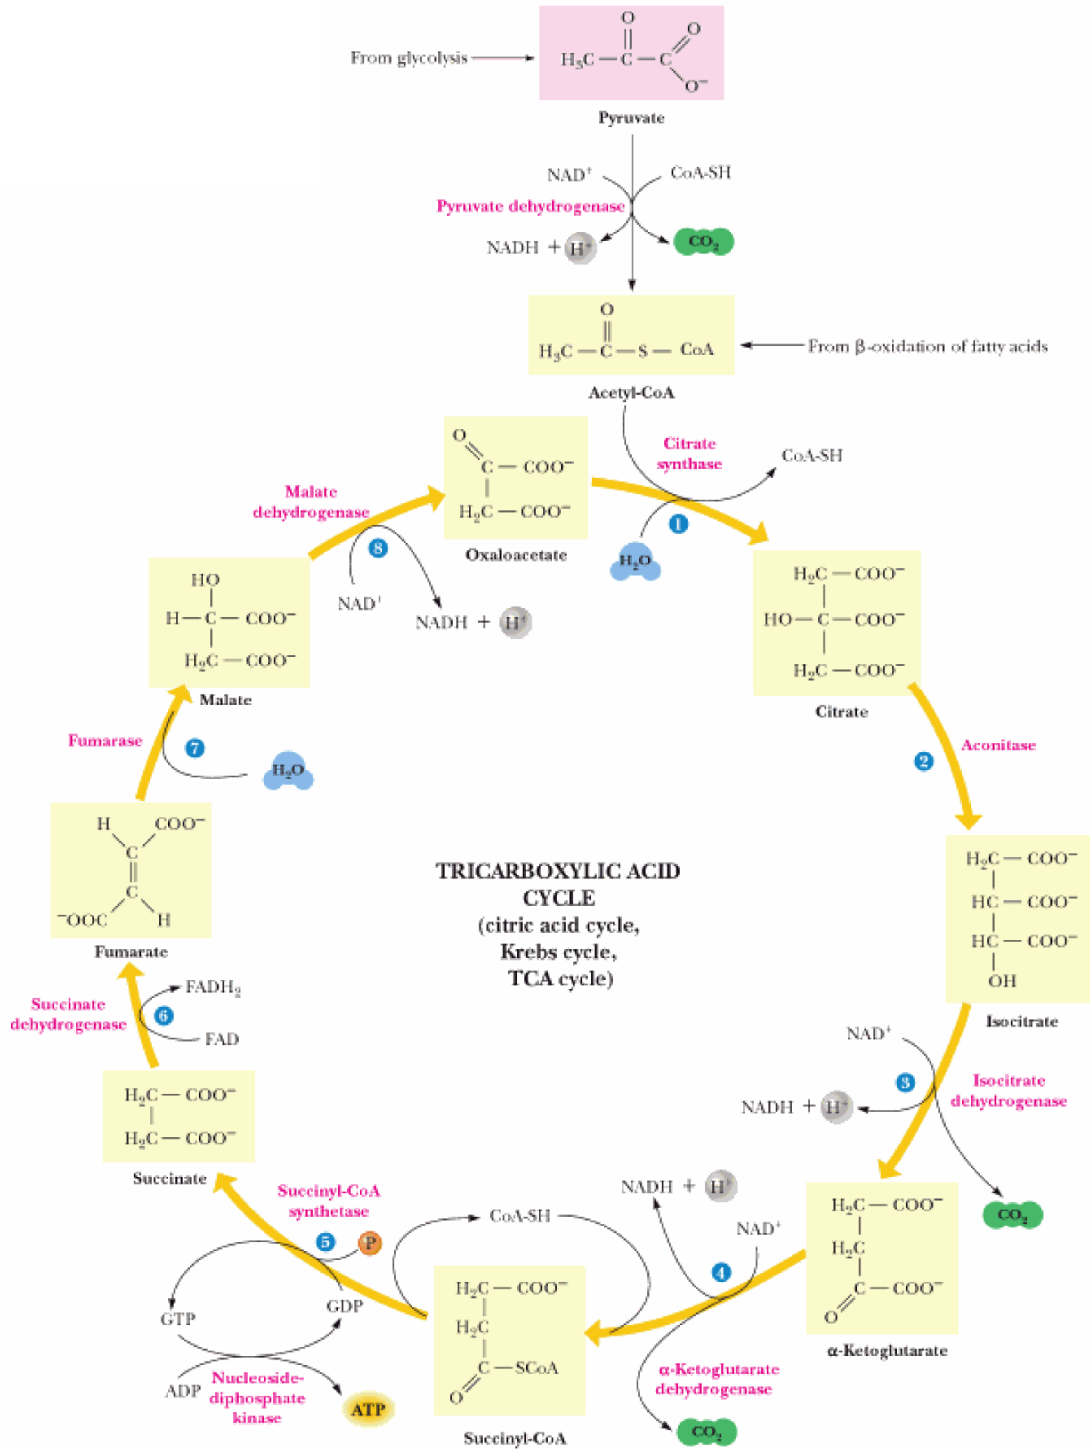 From glycolysis
O
O
H₃C — C — C
O⁻
Pyruvate
NAD⁺
CoA-SH
Pyruvate dehydrogenase
NADH + H⁺
CO₂
O
H₃C — C — S — CoA
From β-oxidation of fatty acids
Acetyl-CoA
Citrate
synthase
CoA-SH
H₂O
1
O
C — COO⁻
H₂C — COO⁻
Oxaloacetate
Malate
dehydrogenase
8
NAD⁺
NADH + H⁺
H₂C — COO⁻
HO — C — COO⁻
H₂C — COO⁻
Citrate
HO
H — C — COO⁻
H₂C — COO⁻
Malate
Fumarase
7
H₂O
Aconitase
2
H COO⁻
C
C
⁻OOC H
Fumarate
TRICARBOXYLIC ACID
CYCLE
(citric acid cycle,
Krebs cycle,
TCA cycle)
H₂C — COO⁻
HC — COO⁻
HC — COO⁻
OH
Isocitrate
FADH₂
Succinate
dehydrogenase
6
FAD
NAD⁺
3
Isocitrate
dehydrogenase
NADH + H⁺
CO₂
H₂C — COO⁻
H₂C — COO⁻
Succinate
Succinyl-CoA
synthetase
5
P
CoA-SH
NADH + H⁺
NAD⁺
4
H₂C — COO⁻
H₂C
C — COO⁻
O
α-Ketoglutarate
GTP
GDP
ADP
Nucleoside-
diphosphate
kinase
ATP
H₂C — COO⁻
H₂C
C — SCoA
O
Succinyl-CoA
α-Ketoglutarate
dehydrogenase
CO₂